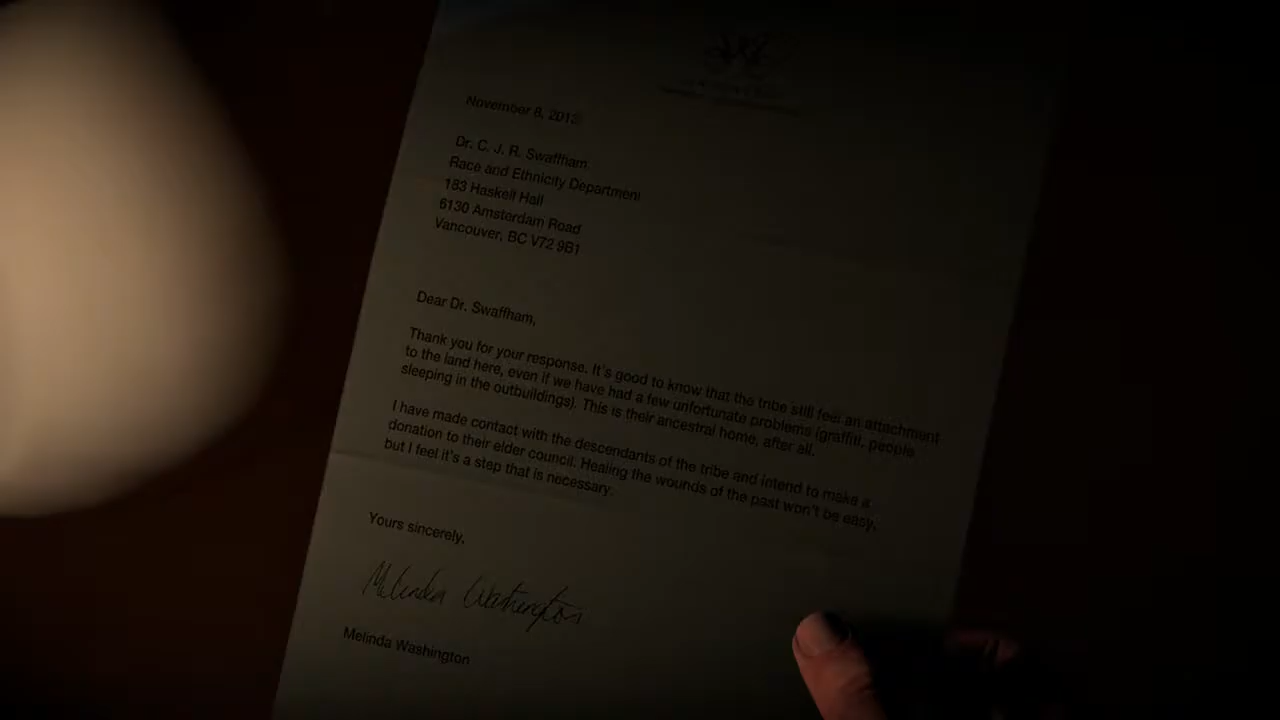 November 8, 2013
Dr. C. J. R. Swaffham
Race and Ethnicity Department
183 Haskell Hall
6130 Amsterdam Road
Vancouver, BC V72 9B1
Dear Dr. Swaffham,
Thank you for your response. It's good to know that the tribe still feel an attachment
to the land here, even if we have had a few unfortunate problems (graffiti, people
sleeping in the outbuildings). This is their ancestral home, after all.
I have made contact with the descendants of the tribe and intend to make a
donation to their elder council. Healing the wounds of the past won't be easy,
but I feel it's a step that is necessary.
Yours sincerely,
Melinda Washington
Melinda Washington